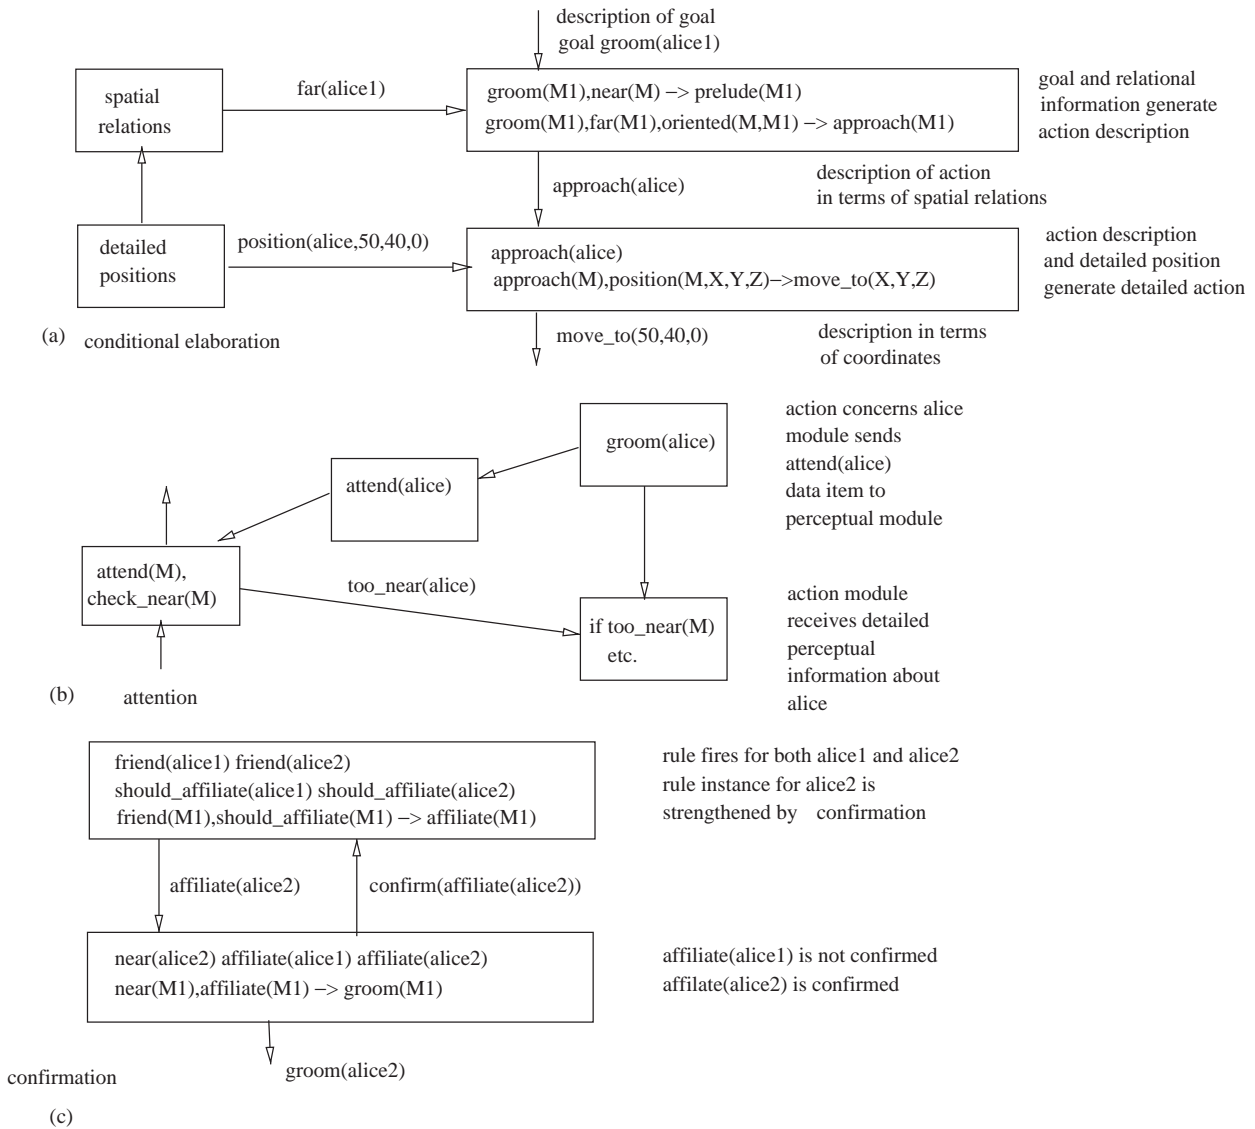 description of goal
goal groom(alice1)
spatial
relations
far(alice1)
groom(M1),near(M) −> prelude(M1)
groom(M1),far(M1),oriented(M,M1) −> approach(M1)
goal and relational
information generate
action description
approach(alice)
description of action
in terms of spatial relations
detailed
positions
position(alice,50,40,0)
approach(alice)
approach(M),position(M,X,Y,Z)−>move_to(X,Y,Z)
action description
and detailed position
generate detailed action
(a) conditional elaboration
move_to(50,40,0)
description in terms
of coordinates
groom(alice)
attend(alice)
action concerns alice
module sends
attend(alice)
data item to
perceptual module
attend(M),
check_near(M)
too_near(alice)
if too_near(M)
etc.
action module
receives detailed
perceptual
information about
alice
(b) attention
friend(alice1) friend(alice2)
should_affiliate(alice1) should_affiliate(alice2)
friend(M1),should_affiliate(M1) −> affiliate(M1)
rule fires for both alice1 and alice2
rule instance for alice2 is
strengthened by confirmation
affiliate(alice2)
confirm(affiliate(alice2))
near(alice2) affiliate(alice1) affiliate(alice2)
near(M1),affiliate(M1) −> groom(M1)
affiliate(alice1) is not confirmed
affilate(alice2) is confirmed
groom(alice2)
confirmation
(c)